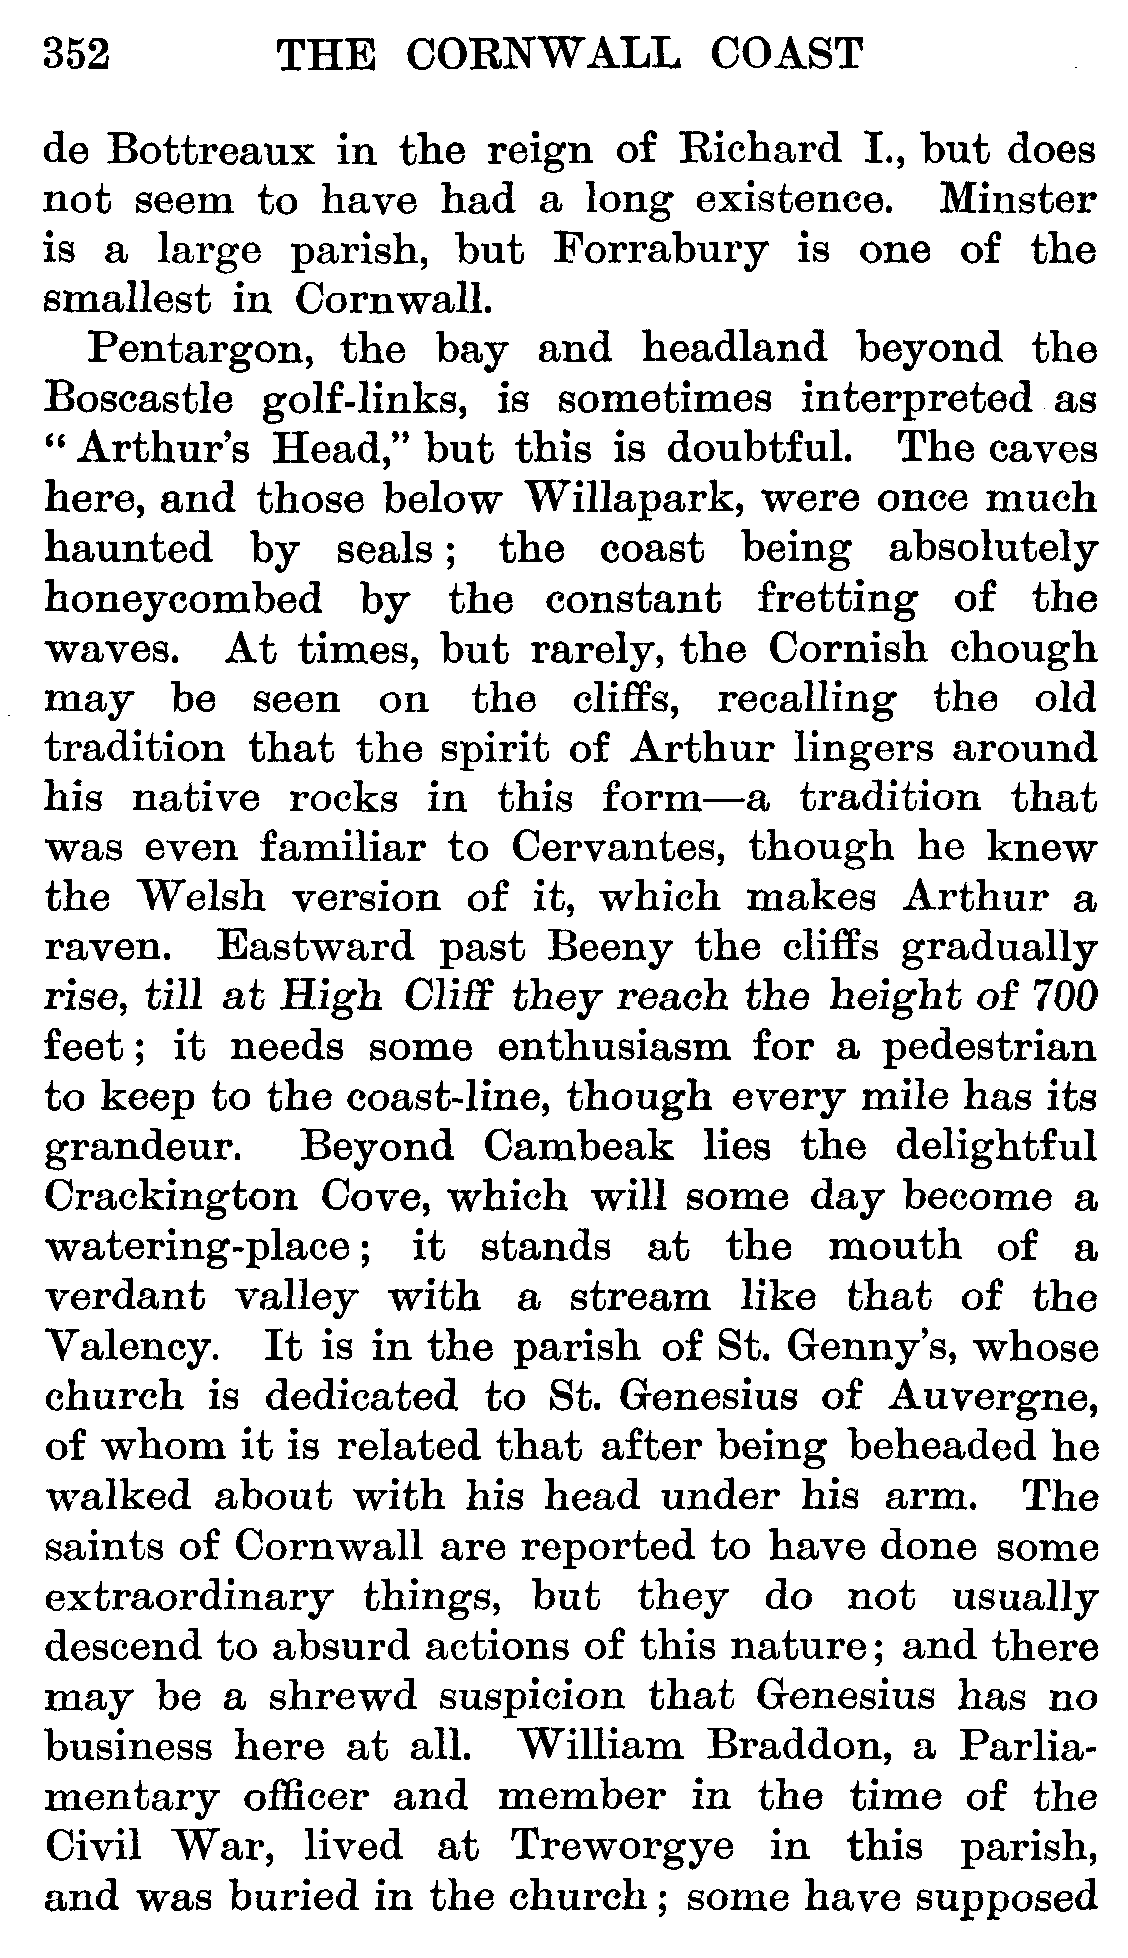 352 THE CORNWALL COAST
de Bottreaux in the reign of Richard I., but does
not seem to have had a long existence. Minster
is a large parish, but Forrabury is one of the
smallest in Cornwall.
Pentargon, the bay and headland beyond the
Boscastle golf-links, is sometimes interpreted as
“Arthur’s Head,” but this is doubtful. The caves
here, and those below Willapark, were once much
haunted by seals; the coast being absolutely
honeycombed by the constant fretting of the
waves. At times, but rarely, the Cornish chough
may be seen on the cliffs, recalling the old
tradition that the spirit of Arthur lingers around
his native rocks in this form—a tradition that
was even familiar to Cervantes, though he knew
the Welsh version of it, which makes Arthur a
raven. Eastward past Beeny the cliffs gradually
rise, till at High Cliff they reach the height of 700
feet; it needs some enthusiasm for a pedestrian
to keep to the coast-line, though every mile has its
grandeur. Beyond Cambeak lies the delightful
Crackington Cove, which will some day become a
watering-place; it stands at the mouth of a
verdant valley with a stream like that of the
Valency. It is in the parish of St. Genny’s, whose
church is dedicated to St. Genesius of Auvergne,
of whom it is related that after being beheaded he
walked about with his head under his arm. The
saints of Cornwall are reported to have done some
extraordinary things, but they do not usually
descend to absurd actions of this nature; and there
may be a shrewd suspicion that Genesius has no
business here at all. William Braddon, a Parlia-
mentary officer and member in the time of the
Civil War, lived at Treworgye in this parish,
and was buried in the church; some have supposed